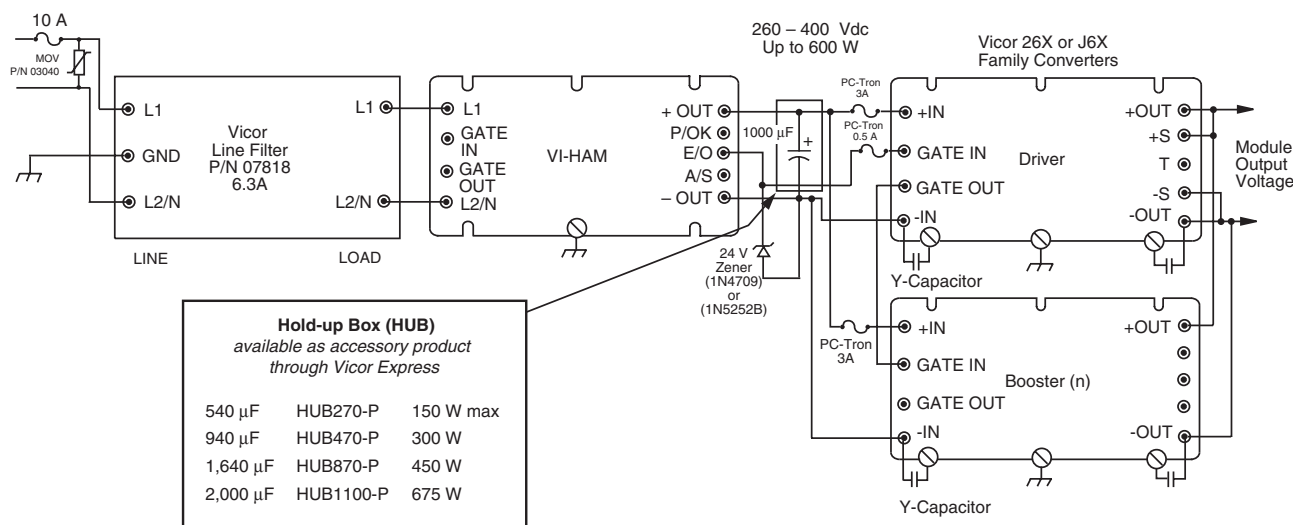 10 A
MOV
P/N 03040
L1
GND
L2/N
Vicor
Line Filter
P/N 07818
6.3A
L1
L2/N
LINE
LOAD
L1
GATE
IN
GATE
OUT
L2/N
VI-HAM
+ OUT
P/OK
E/O
A/S
– OUT
260 – 400 Vdc
Up to 600 W
1000 µF
+
PC-Tron
3A
PC-Tron
0.5 A
24 V
Zener
(1N4709)
or
(1N5252B)
Vicor 26X or J6X
Family Converters
+IN
GATE IN
GATE OUT
-IN
Driver
+OUT
+S
T
-S
-OUT
Module
Output
Voltage
Y-Capacitor
PC-Tron
3A
+IN
GATE IN
GATE OUT
-IN
Booster (n)
+OUT
-OUT
Y-Capacitor
Hold-up Box (HUB)
available as accessory product
through Vicor Express
540 µF HUB270-P 150 W max
940 µF HUB470-P 300 W
1,640 µF HUB870-P 450 W
2,000 µF HUB1100-P 675 W